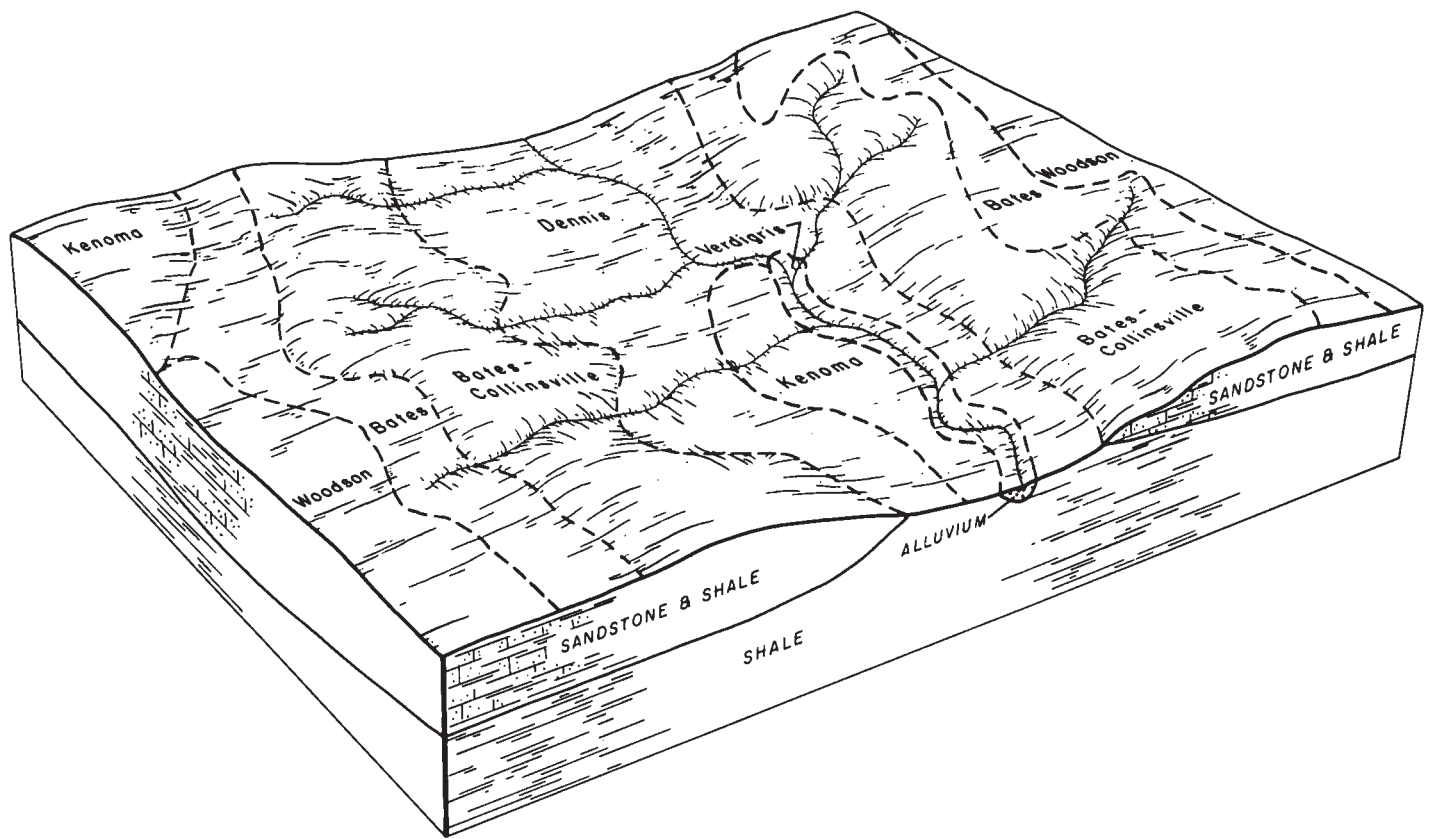 Kenoma
Dennis
Verdigris
Woodson
Bates
Bates-
Collinsville
Kenoma
Bates-
Collinsville
Bates
Woodson
SANDSTONE & SHALE
ALLUVIUM
SANDSTONE & SHALE
SHALE